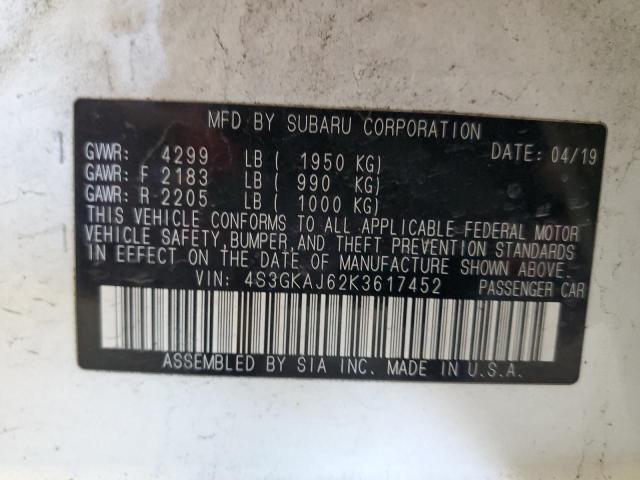 MFD BY SUBARU CORPORATION DATE: 04/19
GVWR: 4299 LB ( 1950 KG)
GAWR: F 2183 LB ( 990 KG)
GAWR: R 2205 LB ( 1000 KG)
THIS VEHICLE CONFORMS TO ALL APPLICABLE FEDERAL MOTOR
VEHICLE SAFETY, BUMPER, AND THEFT PREVENTION STANDARDS
IN EFFECT ON THE DATE OF MANUFACTURE SHOWN ABOVE.
VIN: 4S3GKAJ62K3617452 PASSENGER CAR
ASSEMBLED BY SIA INC. MADE IN U.S.A.